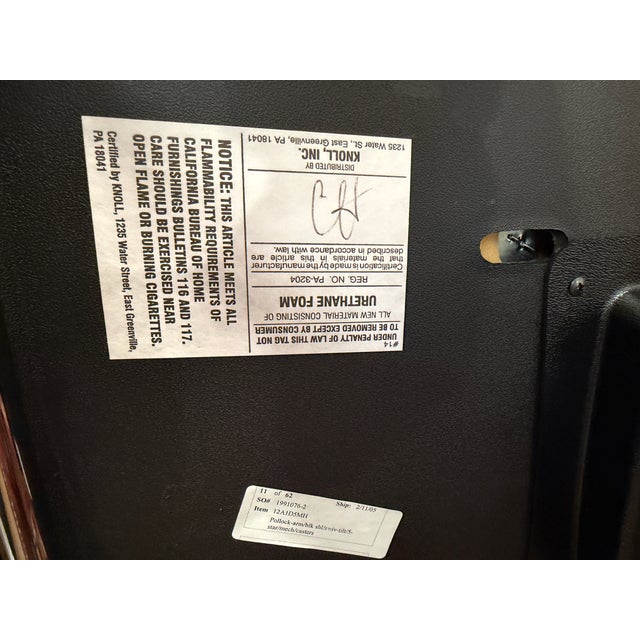 #14
UNDER PENALTY OF LAW THIS TAG NOT
TO BE REMOVED EXCEPT BY CONSUMER
ALL NEW MATERIAL CONSISTING OF
URETHANE FOAM
REG. NO. PA-3204
Certification is made by the manufacturer
that the materials in this article are
described in accordance with law.
DISTRIBUTED BY
KNOLL, INC.
1235 Water St., East Greenville, PA 18041
NOTICE: THIS ARTICLE MEETS ALL
FLAMMABILITY REQUIREMENTS OF
CALIFORNIA BUREAU OF HOME
FURNISHINGS BULLETINS 116 AND 117.
CARE SHOULD BE EXERCISED NEAR
OPEN FLAME OR BURNING CIGARETTES.
Certified by KNOLL, 1235 Water Street, East Greenville,
PA 18041
11 of 62
SO# 1991076-2 Ship: 2/11/05
Item 12A1D5MH
Pollock-arm/blk shl/swiv-tilt/5-
star/mech/casters